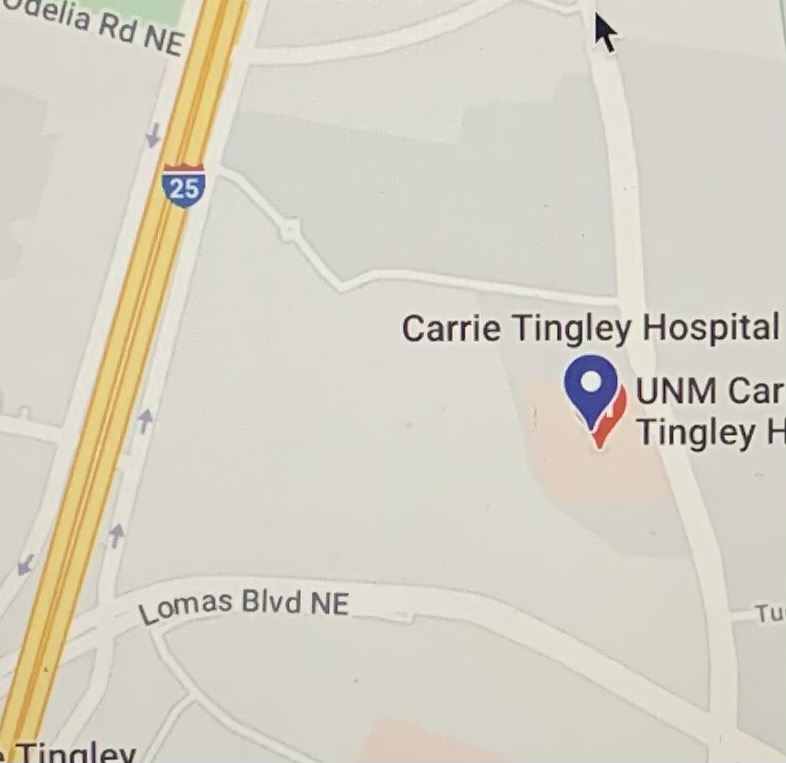 Odelia Rd NE
25
Carrie Tingley Hospital
UNM Car
Tingley H
Lomas Blvd NE
Tu
Tingley